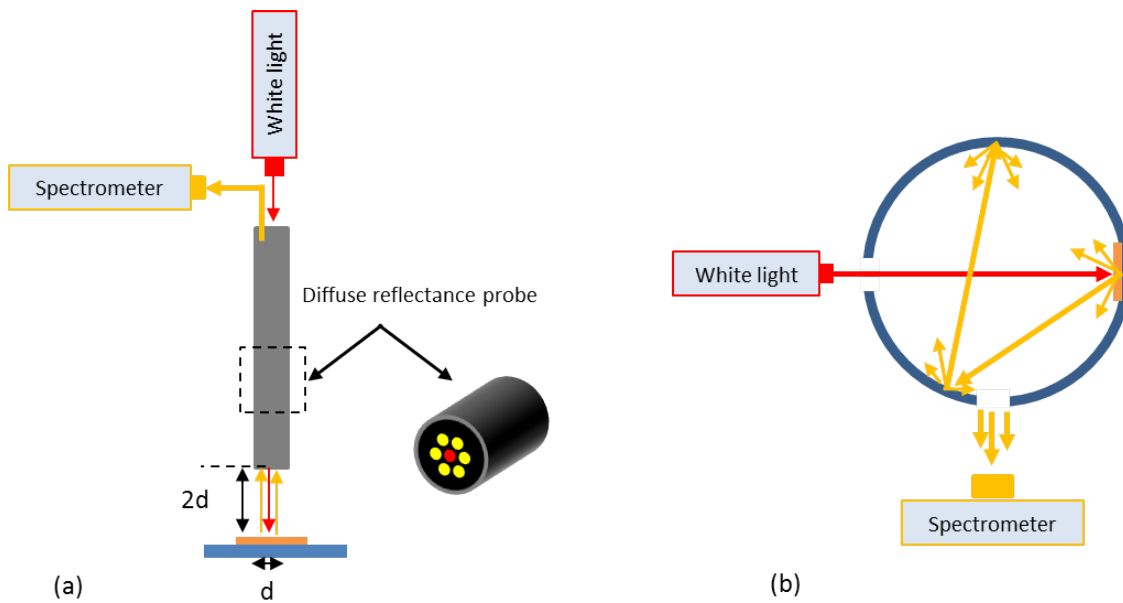 White light
Spectrometer
Diffuse reflectance probe
2d
d
(a)
White light
Spectrometer
(b)